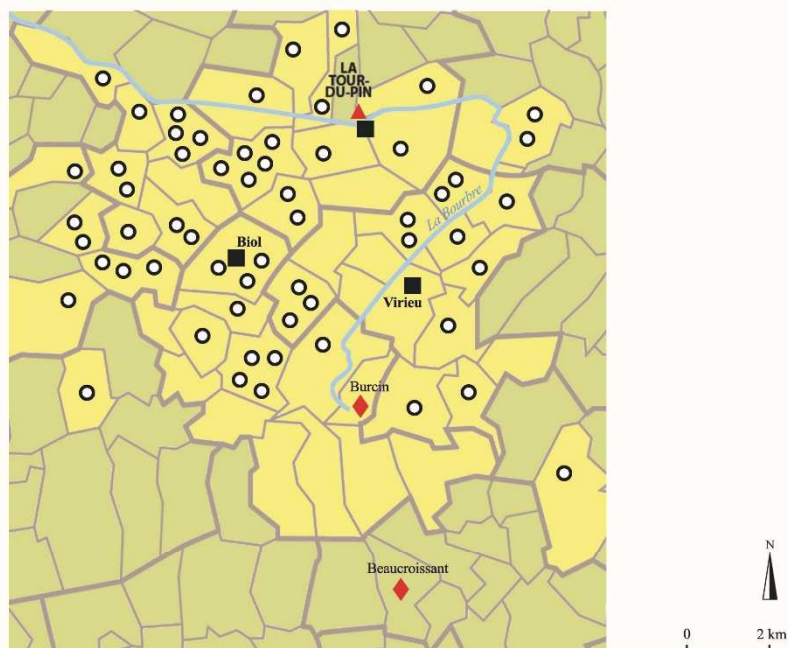 LA
TOUR-
DU-PIN
La Bourbre
Biol
Virieu
Burcin
Beaucroissant
N
0 2 km